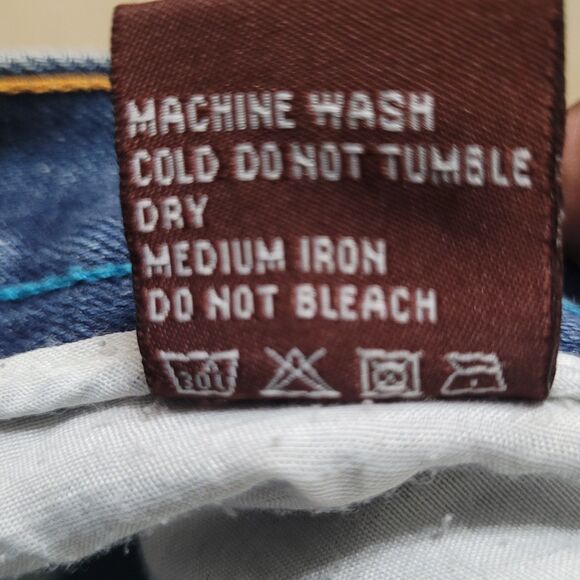 MACHINE WASH
COLD DO NOT TUMBLE
DRY
MEDIUM IRON
DO NOT BLEACH
30